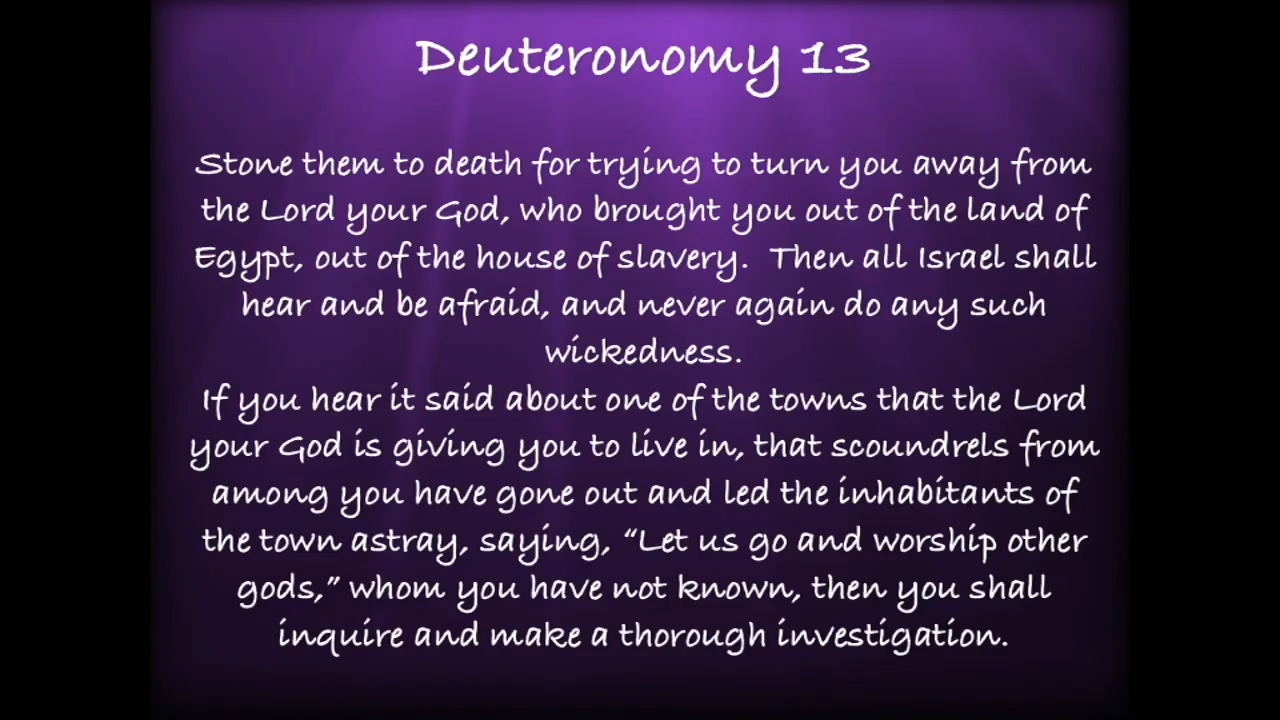 Deuteronomy 13
Stone them to death for trying to turn you away from
the Lord your God, who brought you out of the land of
Egypt, out of the house of slavery.  Then all Israel shall
hear and be afraid, and never again do any such
wickedness.
If you hear it said about one of the towns that the Lord
your God is giving you to live in, that scoundrels from
among you have gone out and led the inhabitants of
the town astray, saying, “Let us go and worship other
gods,” whom you have not known, then you shall
inquire and make a thorough investigation.